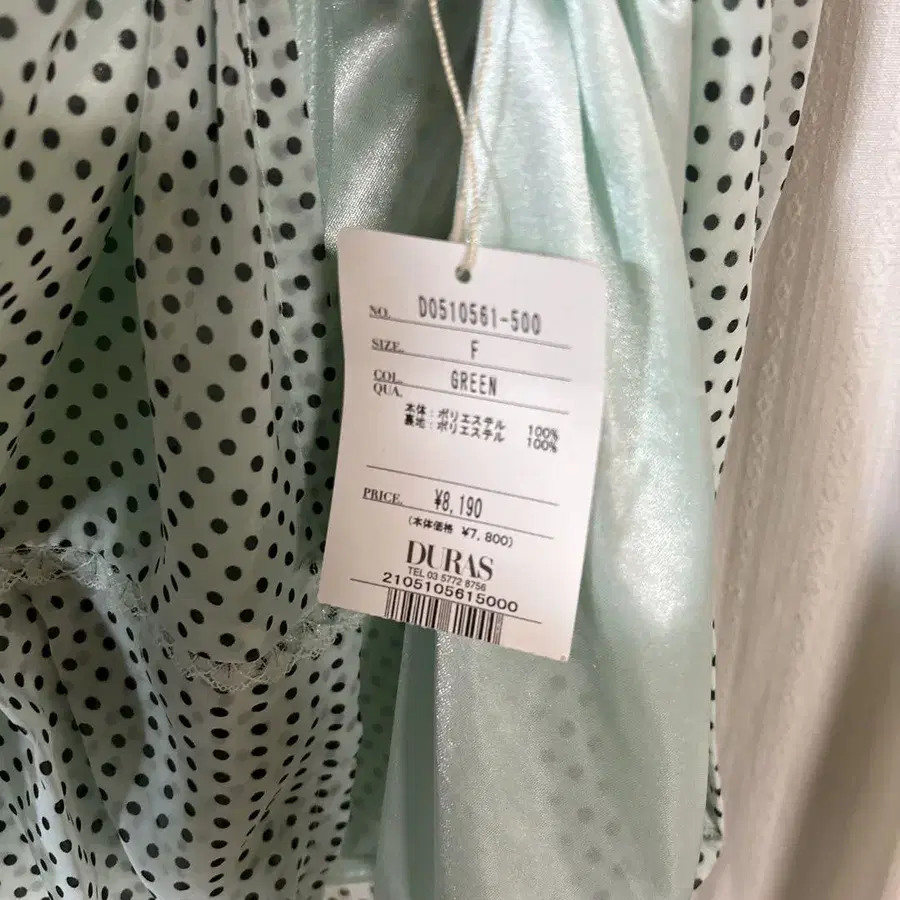 NO. D0510561-500
SIZE. F
COL. GREEN
QUA.
本体：ポリエステル 100%
裏地：ポリエステル 100%
PRICE. ¥8,190
(本体価格 ¥7,800)
DURAS
TEL 03 5772 8756
2105105615000